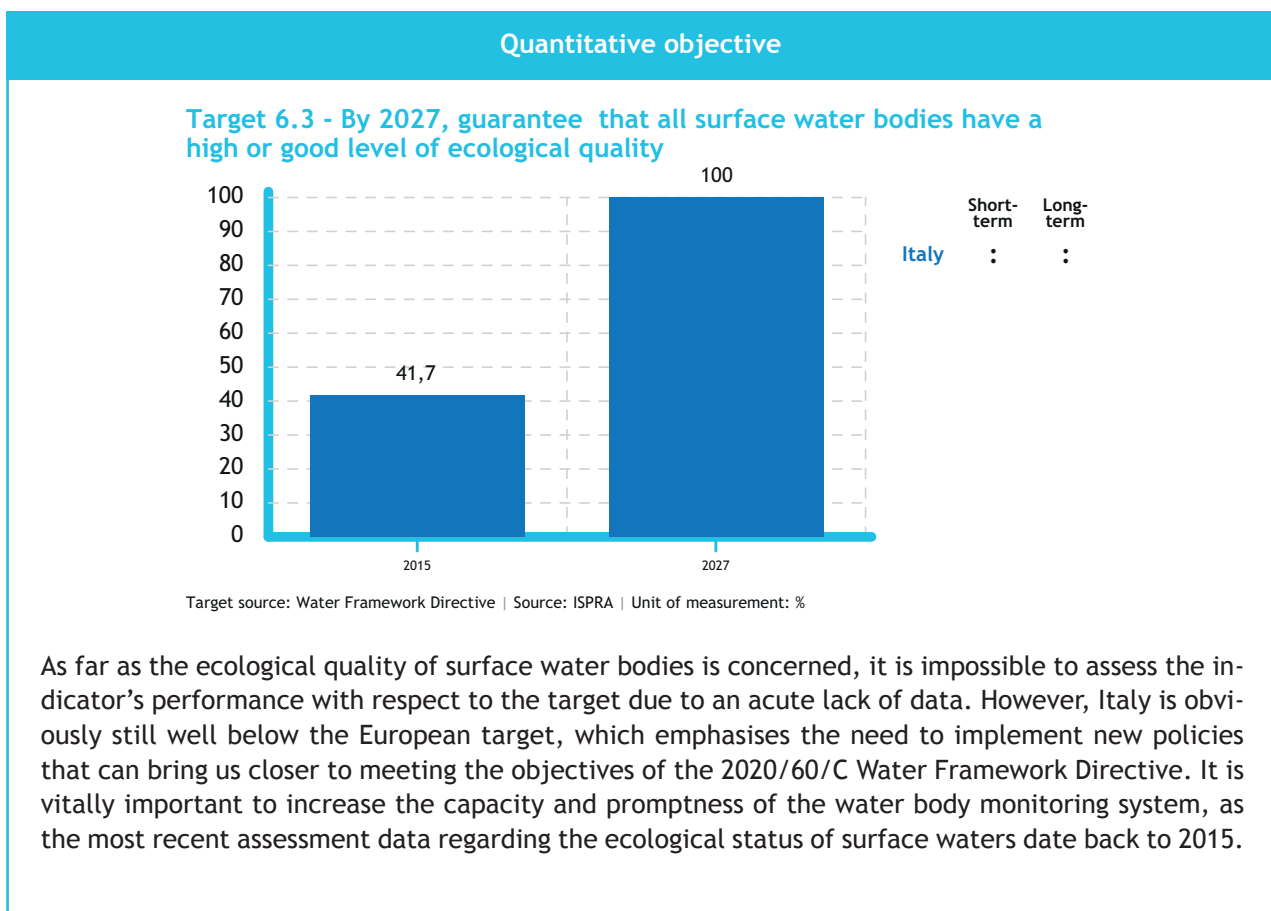 Quantitative objective
Target 6.3 - By 2027, guarantee that all surface water bodies have a
high or good level of ecological quality
100
90
80
70
60
50
40
30
20
10
0
41,7
100
2015
2027
Short-
term
Long-
term
Italy : :
Target source: Water Framework Directive | Source: ISPRA | Unit of measurement: %
As far as the ecological quality of surface water bodies is concerned, it is impossible to assess the in-
dicator's performance with respect to the target due to an acute lack of data. However, Italy is obvi-
ously still well below the European target, which emphasises the need to implement new policies
that can bring us closer to meeting the objectives of the 2020/60/C Water Framework Directive. It is
vitally important to increase the capacity and promptness of the water body monitoring system, as
the most recent assessment data regarding the ecological status of surface waters date back to 2015.